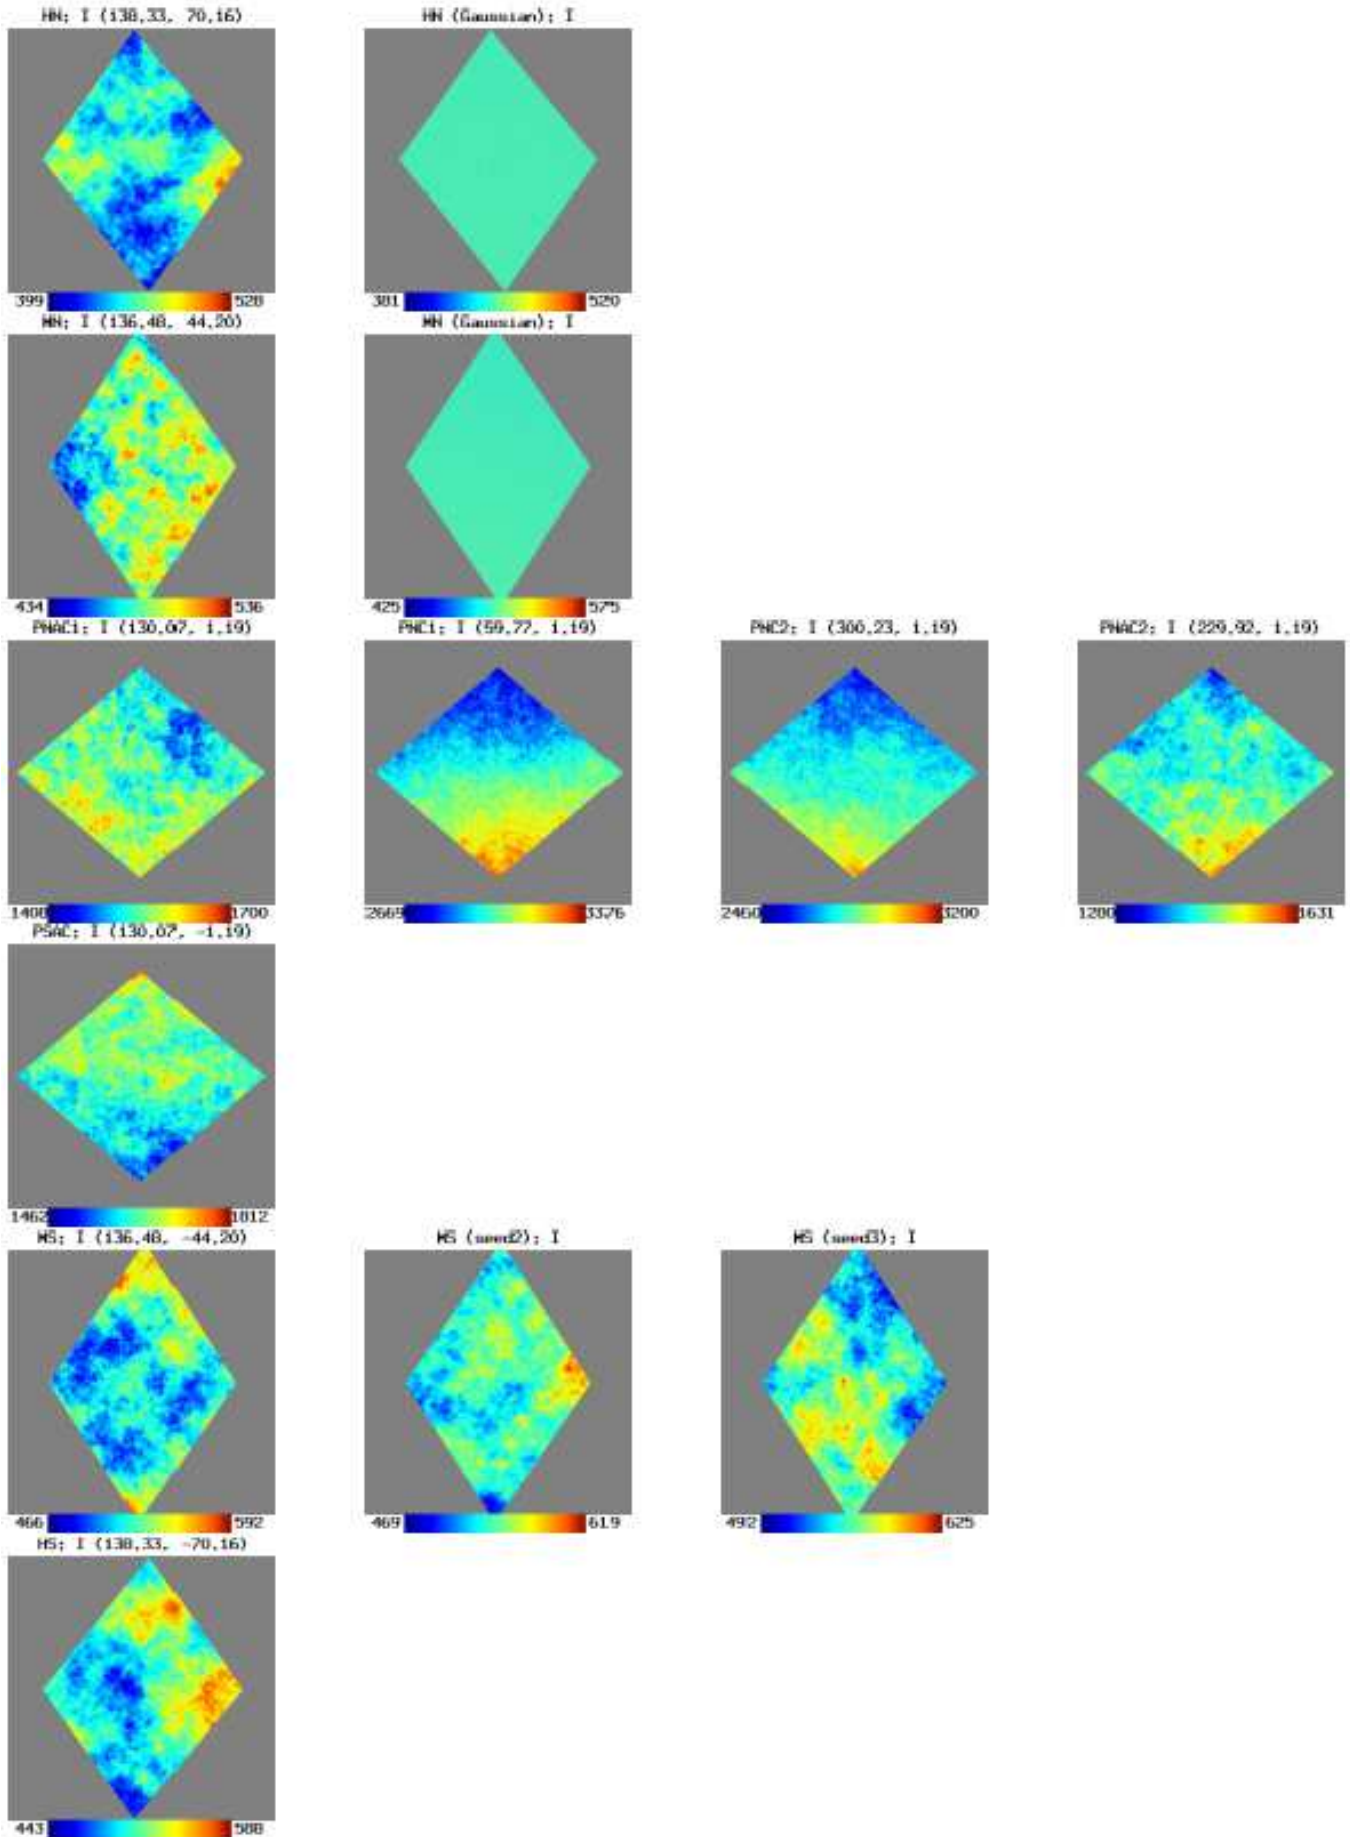 HN; I (138,33, 70,16) HN (Gaussian); I
399 528 381 520
MN; I (136,48, 44,20) MN (Gaussian); I
434 536 425 575
PNAC1; I (130,07, 1,19) PNC1; I (59,77, 1,19) PNC2; I (300,23, 1,19) PNAC2; I (229,92, 1,19)
1408 1700 2669 3376 2460 3200 1280 1631
PSAC; I (130,07, -1,19)
1462 1812
MS; I (136,48, -44,20) MS (seed2); I MS (seed3); I
466 592 469 619 492 625
HS; I (138,33, -70,16)
443 588